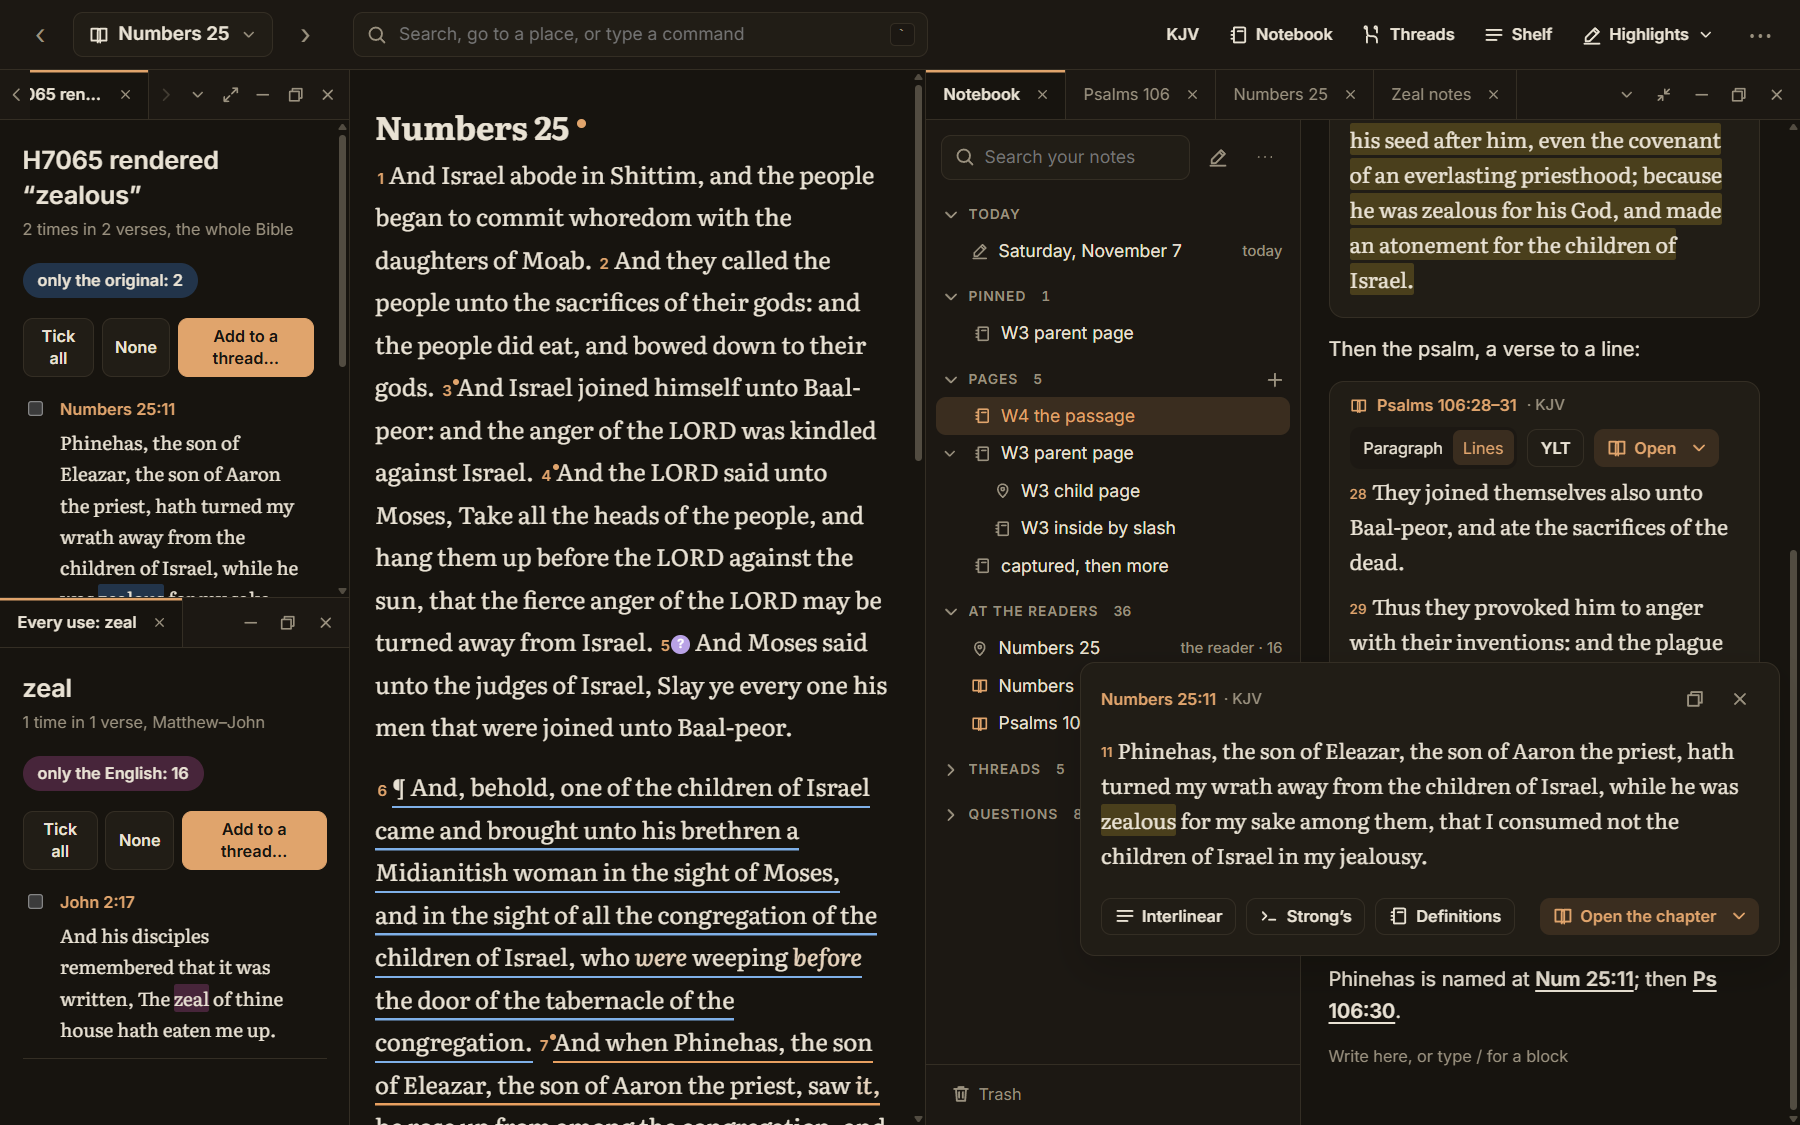 Numbers 25
Search, go to a place, or type a command
`
KJV
Notebook
Threads
Shelf
Highlights
065 ren...
H7065 rendered
“zealous”
2 times in 2 verses, the whole Bible
only the original: 2
Tick
all
None
Add to a
thread...
Numbers 25:11
Phinehas, the son of
Eleazar, the son of Aaron
the priest, hath turned my
wrath away from the
children of Israel, while he
was zealous for my sake
Every use: zeal
zeal
1 time in 1 verse, Matthew–John
only the English: 16
Tick
all
None
Add to a
thread...
John 2:17
And his disciples
remembered that it was
written, The zeal of thine
house hath eaten me up.
Numbers 25
1 And Israel abode in Shittim, and the people
began to commit whoredom with the
daughters of Moab. 2 And they called the
people unto the sacrifices of their gods: and
the people did eat, and bowed down to their
gods. 3 And Israel joined himself unto Baal-
peor: and the anger of the LORD was kindled
against Israel. 4 And the LORD said unto
Moses, Take all the heads of the people, and
hang them up before the LORD against the
sun, that the fierce anger of the LORD may be
turned away from Israel. 5 ? And Moses said
unto the judges of Israel, Slay ye every one his
men that were joined unto Baal-peor.
6 ¶ And, behold, one of the children of Israel
came and brought unto his brethren a
Midianitish woman in the sight of Moses,
and in the sight of all the congregation of the
children of Israel, who were weeping before
the door of the tabernacle of the
congregation. 7 And when Phinehas, the son
of Eleazar, the son of Aaron the priest, saw it,
he rose up from among the congregation, and
Notebook
Psalms 106
Numbers 25
Zeal notes
Search your notes
TODAY
Saturday, November 7
today
PINNED 1
W3 parent page
PAGES 5
W4 the passage
W3 parent page
W3 child page
W3 inside by slash
captured, then more
AT THE READERS 36
Numbers 25
the reader · 16
Numbers
Psalms 10
THREADS 5
QUESTIONS 8
Trash
his seed after him, even the covenant
of an everlasting priesthood; because
he was zealous for his God, and made
an atonement for the children of
Israel.
Then the psalm, a verse to a line:
Psalms 106:28–31 · KJV
Paragraph
Lines
YLT
Open
28 They joined themselves also unto
Baal-peor, and ate the sacrifices of the
dead.
29 Thus they provoked him to anger
with their inventions: and the plague
Numbers 25:11 · KJV
11 Phinehas, the son of Eleazar, the son of Aaron the priest, hath
turned my wrath away from the children of Israel, while he was
zealous for my sake among them, that I consumed not the
children of Israel in my jealousy.
Interlinear
Strong’s
Definitions
Open the chapter
Phinehas is named at Num 25:11; then Ps
106:30.
Write here, or type / for a block